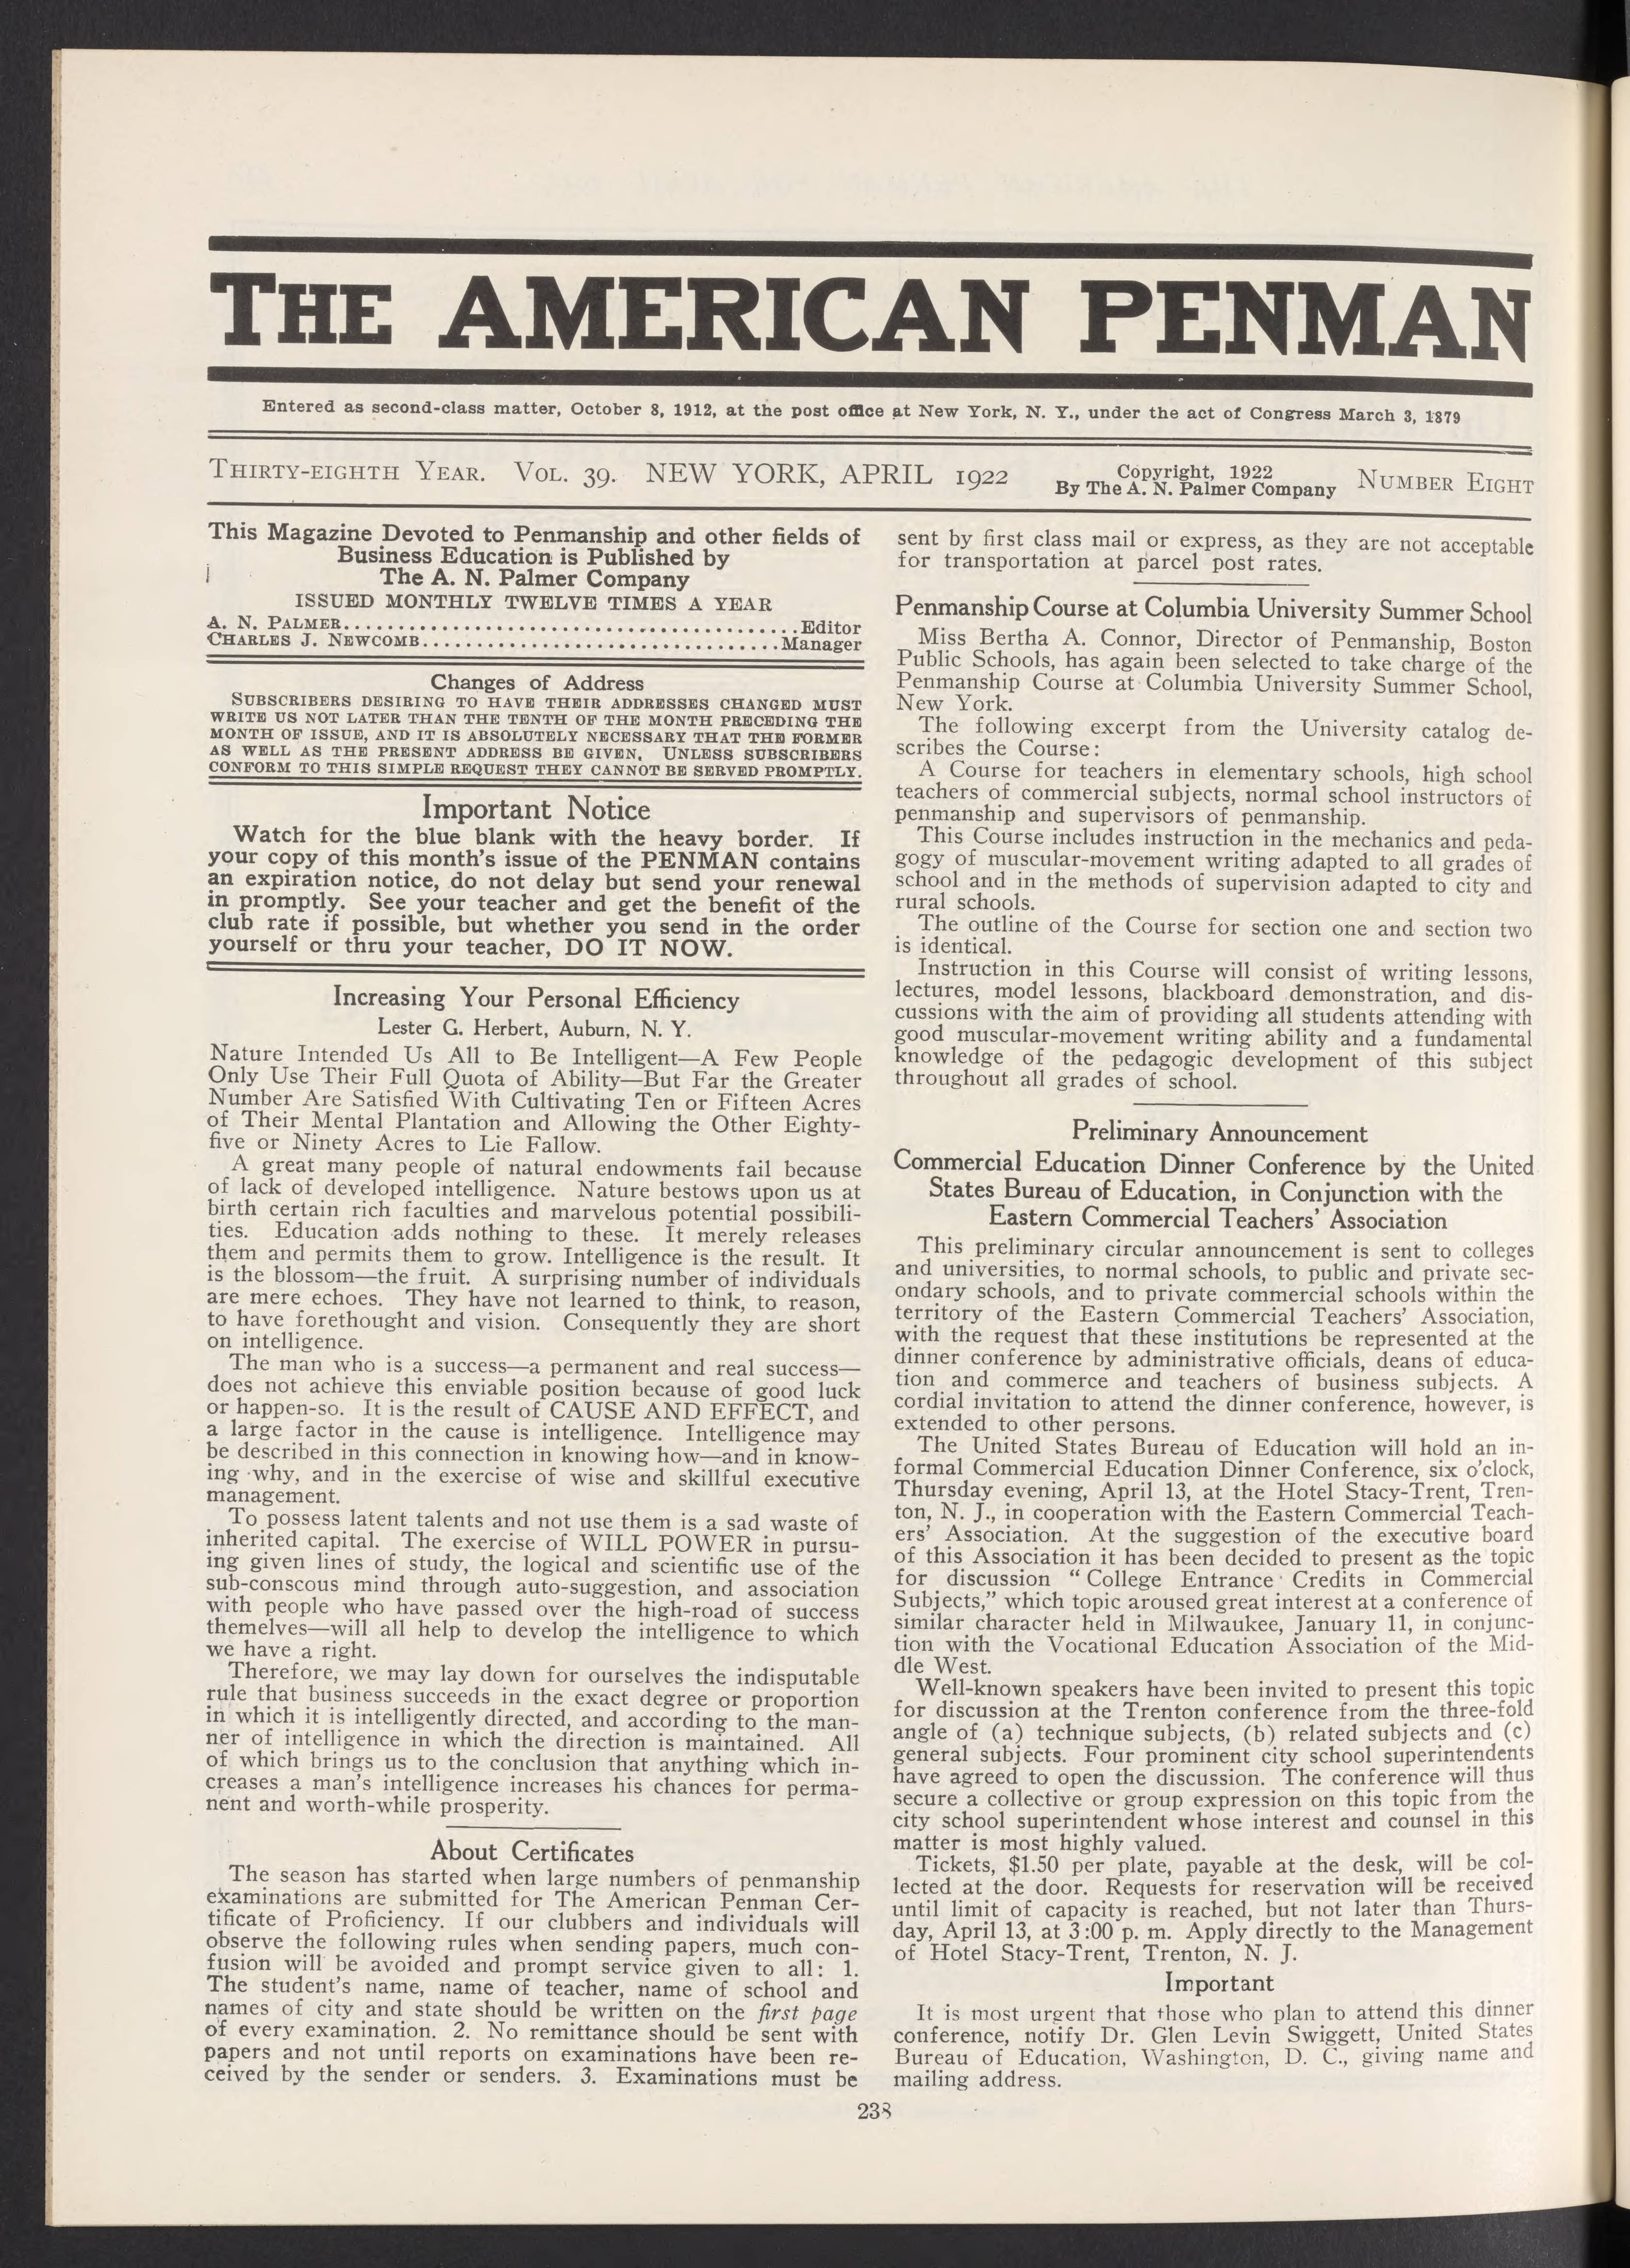 THE AMERICAN PENMAN
Entered as second-class matter, October 8, 1912, at the post office at New York, N. Y., under the act of Congress March 3, 1879
THIRTY-EIGHTH YEAR. VOL. 39. NEW YORK, APRIL 1922 Copyright, 1922 By The A. N. Palmer Company NUMBER EIGHT
This Magazine Devoted to Penmanship and other fields of
Business Education is Published by
The A. N. Palmer Company
ISSUED MONTHLY TWELVE TIMES A YEAR
A. N. PALMER..........................................Editor
CHARLES J. NEWCOMB.................................Manager
Changes of Address
SUBSCRIBERS DESIRING TO HAVE THEIR ADDRESSES CHANGED MUST
WRITE US NOT LATER THAN THE TENTH OF THE MONTH PRECEDING THE
MONTH OF ISSUE, AND IT IS ABSOLUTELY NECESSARY THAT THE FORMER
AS WELL AS THE PRESENT ADDRESS BE GIVEN. UNLESS SUBSCRIBERS
CONFORM TO THIS SIMPLE REQUEST THEY CANNOT BE SERVED PROMPTLY.
Important Notice
Watch for the blue blank with the heavy border. If
your copy of this month's issue of the PENMAN contains
an expiration notice, do not delay but send your renewal
in promptly. See your teacher and get the benefit of the
club rate if possible, but whether you send in the order
yourself or thru your teacher, DO IT NOW.
Increasing Your Personal Efficiency
Lester G. Herbert, Auburn, N. Y.
Nature Intended Us All to Be Intelligent—A Few People
Only Use Their Full Quota of Ability—But Far the Greater
Number Are Satisfied With Cultivating Ten or Fifteen Acres
of Their Mental Plantation and Allowing the Other Eighty-
five or Ninety Acres to Lie Fallow.
A great many people of natural endowments fail because
of lack of developed intelligence. Nature bestows upon us at
birth certain rich faculties and marvelous potential possibili-
ties. Education adds nothing to these. It merely releases
them and permits them to grow. Intelligence is the result. It
is the blossom—the fruit. A surprising number of individuals
are mere echoes. They have not learned to think, to reason,
to have forethought and vision. Consequently they are short
on intelligence.
The man who is a success—a permanent and real success—
does not achieve this enviable position because of good luck
or happen-so. It is the result of CAUSE AND EFFECT, and
a large factor in the cause is intelligence. Intelligence may
be described in this connection in knowing how—and in know-
ing why, and in the exercise of wise and skillful executive
management.
To possess latent talents and not use them is a sad waste of
inherited capital. The exercise of WILL POWER in pursu-
ing given lines of study, the logical and scientific use of the
sub-conscous mind through auto-suggestion, and association
with people who have passed over the high-road of success
themelves—will all help to develop the intelligence to which
we have a right.
Therefore, we may lay down for ourselves the indisputable
rule that business succeeds in the exact degree or proportion
in which it is intelligently directed, and according to the man-
ner of intelligence in which the direction is maintained. All
of which brings us to the conclusion that anything which in-
creases a man's intelligence increases his chances for perma-
nent and worth-while prosperity.
About Certificates
The season has started when large numbers of penmanship
examinations are submitted for The American Penman Cer-
tificate of Proficiency. If our clubbers and individuals will
observe the following rules when sending papers, much con-
fusion will be avoided and prompt service given to all: 1.
The student's name, name of teacher, name of school and
names of city and state should be written on the first page
of every examination. 2. No remittance should be sent with
papers and not until reports on examinations have been re-
ceived by the sender or senders. 3. Examinations must be
sent by first class mail or express, as they are not acceptable
for transportation at parcel post rates.
Penmanship Course at Columbia University Summer School
Miss Bertha A. Connor, Director of Penmanship, Boston
Public Schools, has again been selected to take charge of the
Penmanship Course at Columbia University Summer School,
New York.
The following excerpt from the University catalog de-
scribes the Course:
A Course for teachers in elementary schools, high school
teachers of commercial subjects, normal school instructors of
penmanship and supervisors of penmanship.
This Course includes instruction in the mechanics and peda-
gogy of muscular-movement writing adapted to all grades of
school and in the methods of supervision adapted to city and
rural schools.
The outline of the Course for section one and section two
is identical.
Instruction in this Course will consist of writing lessons,
lectures, model lessons, blackboard demonstration, and dis-
cussions with the aim of providing all students attending with
good muscular-movement writing ability and a fundamental
knowledge of the pedagogic development of this subject
throughout all grades of school.
Preliminary Announcement
Commercial Education Dinner Conference by the United
States Bureau of Education, in Conjunction with the
Eastern Commercial Teachers' Association
This preliminary circular announcement is sent to colleges
and universities, to normal schools, to public and private sec-
ondary schools, and to private commercial schools within the
territory of the Eastern Commercial Teachers' Association,
with the request that these institutions be represented at the
dinner conference by administrative officials, deans of educa-
tion and commerce and teachers of business subjects. A
cordial invitation to attend the dinner conference, however, is
extended to other persons.
The United States Bureau of Education will hold an in-
formal Commercial Education Dinner Conference, six o'clock,
Thursday evening, April 13, at the Hotel Stacy-Trent, Tren-
ton, N. J., in cooperation with the Eastern Commercial Teach-
ers' Association. At the suggestion of the executive board
of this Association it has been decided to present as the topic
for discussion "College Entrance Credits in Commercial
Subjects," which topic aroused great interest at a conference of
similar character held in Milwaukee, January 11, in conjunc-
tion with the Vocational Education Association of the Mid-
dle West.
Well-known speakers have been invited to present this topic
for discussion at the Trenton conference from the three-fold
angle of (a) technique subjects, (b) related subjects and (c)
general subjects. Four prominent city school superintendents
have agreed to open the discussion. The conference will thus
secure a collective or group expression on this topic from the
city school superintendent whose interest and counsel in this
matter is most highly valued.
Tickets, $1.50 per plate, payable at the desk, will be col-
lected at the door. Requests for reservation will be received
until limit of capacity is reached, but not later than Thurs-
day, April 13, at 3:00 p. m. Apply directly to the Management
of Hotel Stacy-Trent, Trenton, N. J.
Important
It is most urgent that those who plan to attend this dinner
conference, notify Dr. Glen Levin Swiggett, United States
Bureau of Education, Washington, D. C., giving name and
mailing address.
238